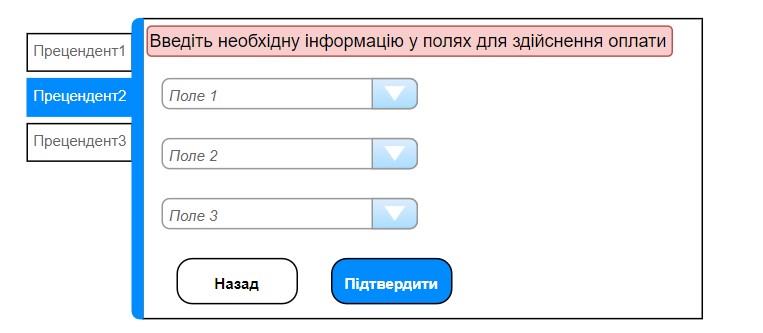 Введіть необхідну інформацію у полях для здійснення оплати
Прецендент1
Прецендент2
Прецендент3
Поле 1
Поле 2
Поле 3
Назад
Підтвердити